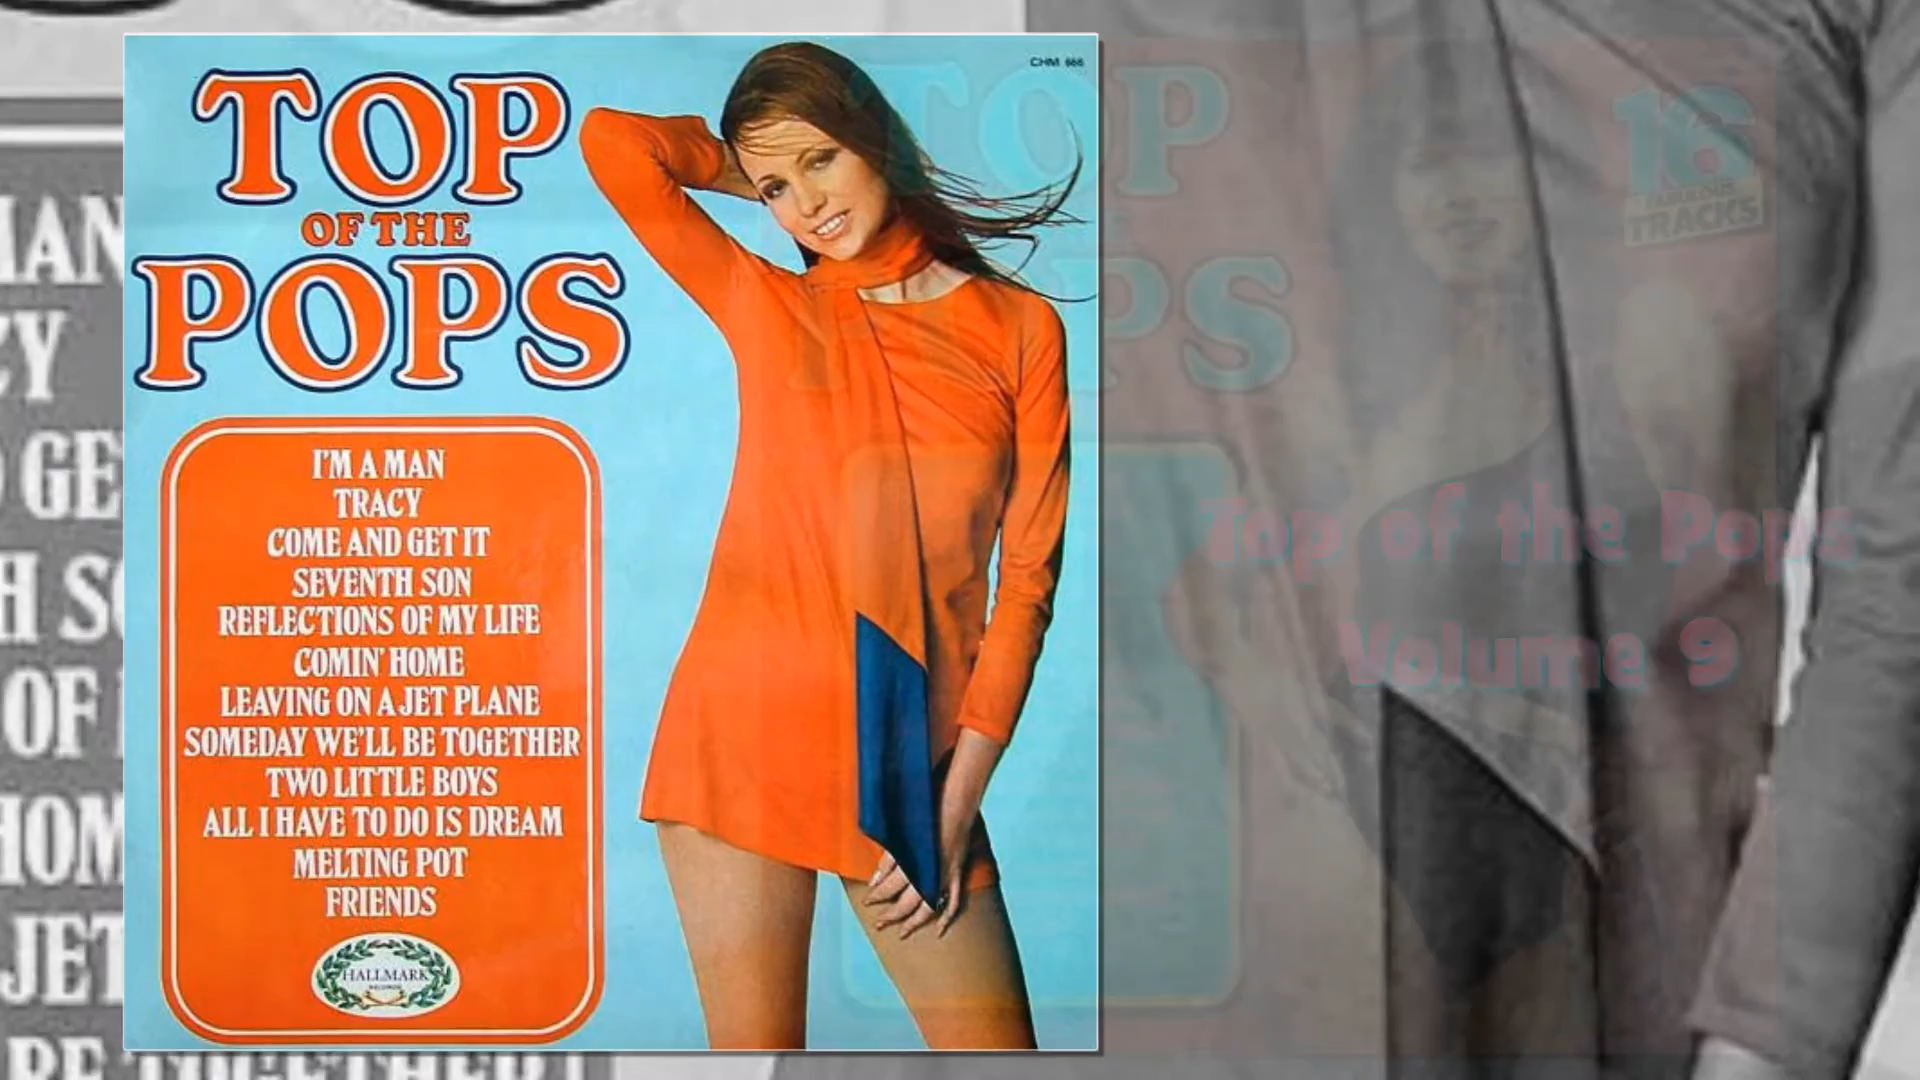 CHM 666
TOP
OF THE
POPS
I'M A MAN
TRACY
COME AND GET IT
SEVENTH SON
REFLECTIONS OF MY LIFE
COMIN' HOME
LEAVING ON A JET PLANE
SOMEDAY WE'LL BE TOGETHER
TWO LITTLE BOYS
ALL I HAVE TO DO IS DREAM
MELTING POT
FRIENDS
HALLMARK
RECORDS
16
FABULOUS
TRACKS
Top of the Pops
Volume 9